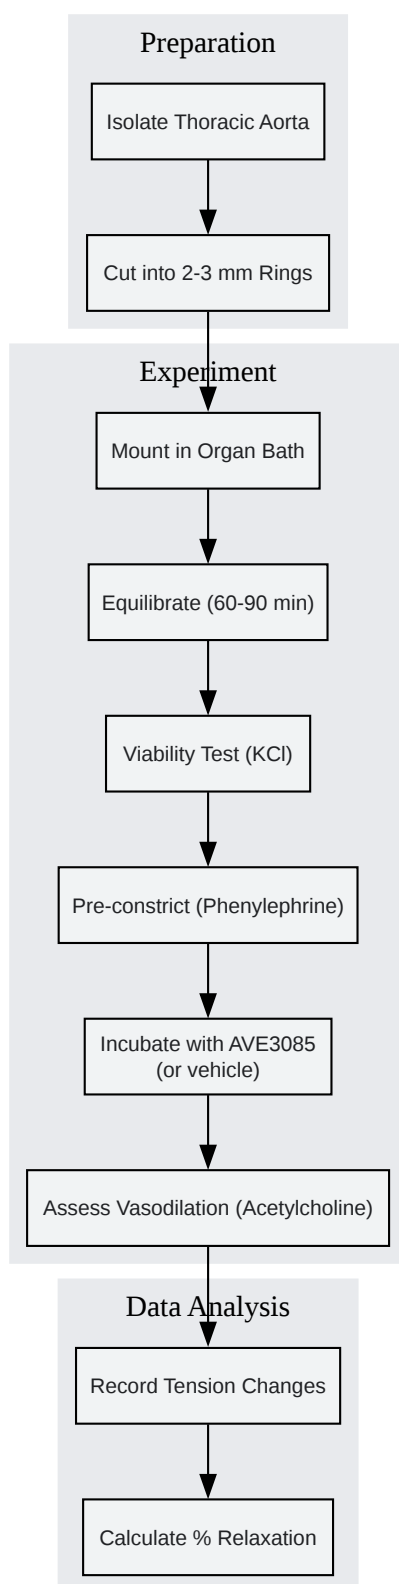 Preparation
Isolate Thoracic Aorta
Cut into 2-3 mm Rings
Experiment
Mount in Organ Bath
Equilibrate (60-90 min)
Viability Test (KCl)
Pre-constrict (Phenylephrine)
Incubate with AVE3085
(or vehicle)
Assess Vasodilation (Acetylcholine)
Data Analysis
Record Tension Changes
Calculate % Relaxation